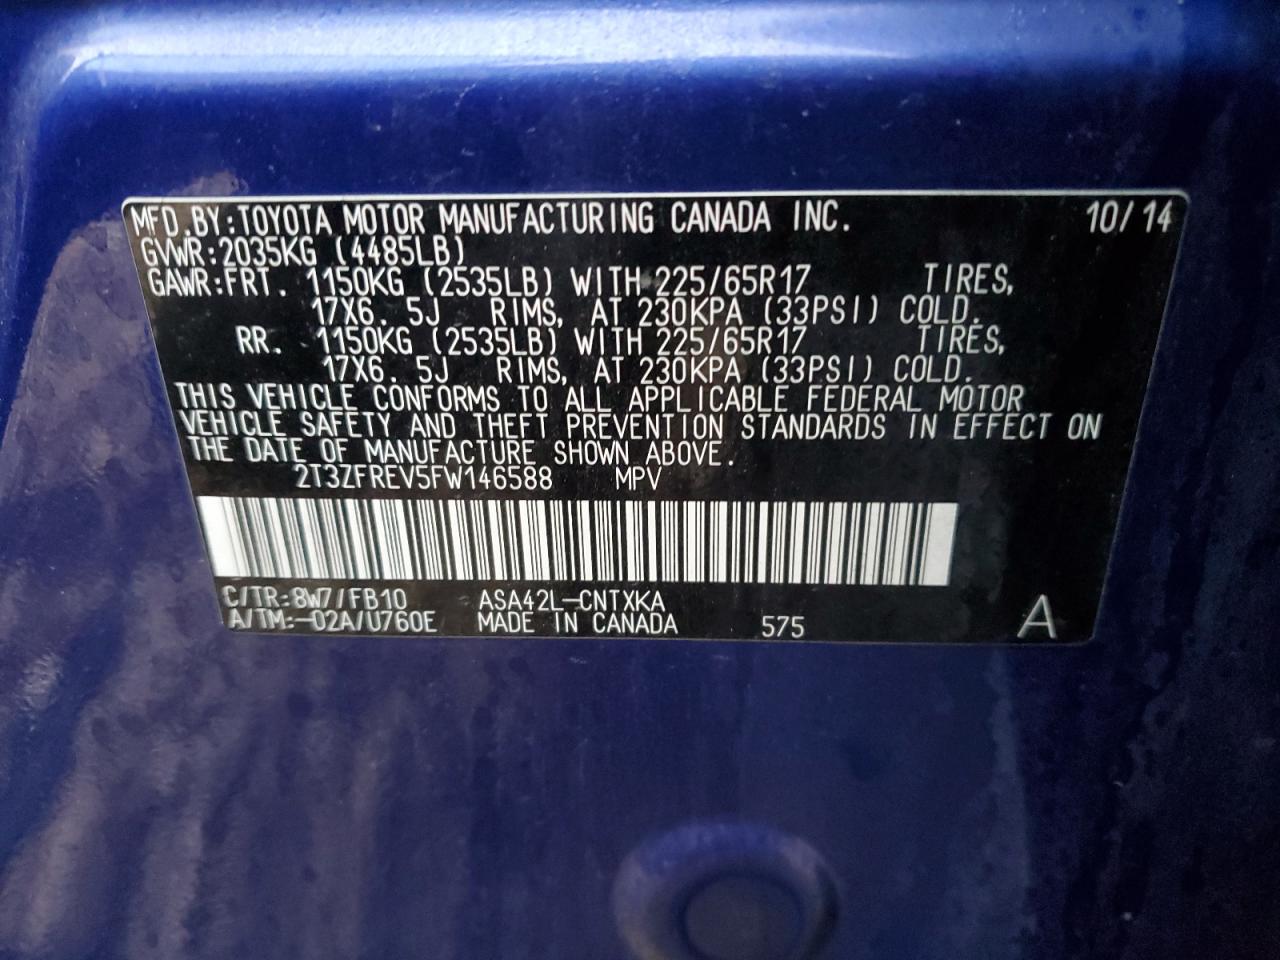 MFD.BY:TOYOTA MOTOR MANUFACTURING CANADA INC. 10/14
GVWR:2035KG (4485LB)
GAWR:FRT. 1150KG (2535LB) WITH 225/65R17 TIRES,
17X6.5J RIMS, AT 230KPA (33PSI) COLD.
RR. 1150KG (2535LB) WITH 225/65R17 TIRES,
17X6.5J RIMS, AT 230KPA (33PSI) COLD.
THIS VEHICLE CONFORMS TO ALL APPLICABLE FEDERAL MOTOR
VEHICLE SAFETY AND THEFT PREVENTION STANDARDS IN EFFECT ON
THE DATE OF MANUFACTURE SHOWN ABOVE.
2T3ZFREV5FW146588 MPV
C/TR:8W7/FB10 ASA42L-CNTXKA
A/TM:-02A/U760E MADE IN CANADA 575 A